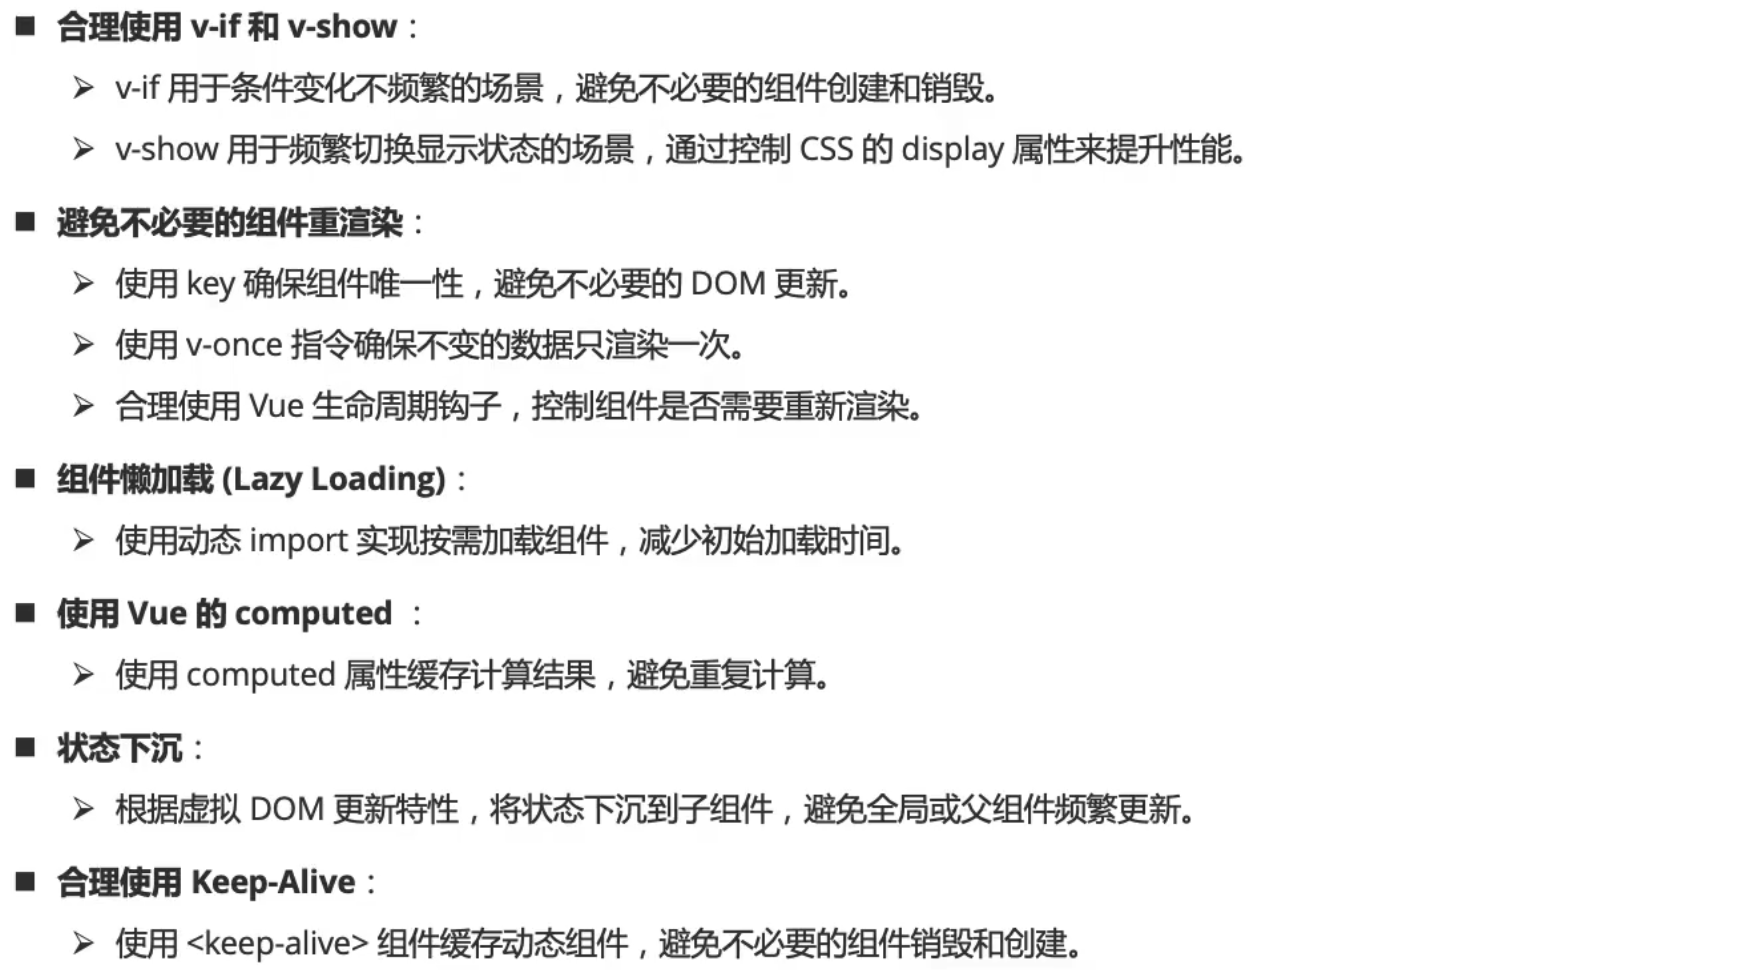 ■ 合理使用 v-if 和 v-show：
➢ v-if 用于条件变化不频繁的场景，避免不必要的组件创建和销毁。
➢ v-show 用于频繁切换显示状态的场景，通过控制 CSS 的 display 属性来提升性能。
■ 避免不必要的组件重渲染：
➢ 使用 key 确保组件唯一性，避免不必要的 DOM 更新。
➢ 使用 v-once 指令确保不变的数据只渲染一次。
➢ 合理使用 Vue 生命周期钩子，控制组件是否需要重新渲染。
■ 组件懒加载 (Lazy Loading)：
➢ 使用动态 import 实现按需加载组件，减少初始加载时间。
■ 使用 Vue 的 computed ：
➢ 使用 computed 属性缓存计算结果，避免重复计算。
■ 状态下沉：
➢ 根据虚拟 DOM 更新特性，将状态下沉到子组件，避免全局或父组件频繁更新。
■ 合理使用 Keep-Alive：
➢ 使用 <keep-alive> 组件缓存动态组件，避免不必要的组件销毁和创建。